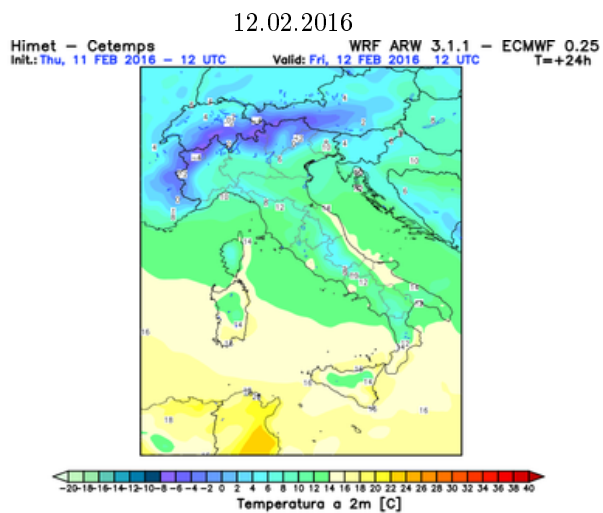 12.02.2016
Himet – Cetemps WRF ARW 3.1.1 – ECMWF 0.25
Init.: Thu, 11 FEB 2016 – 12 UTC Valid: Fri, 12 FEB 2016 12 UTC T=+24h
-20-18-16-14-12-10-8 -6 -4 -2 0 2 4 6 8 10 12 14 16 18 20 22 24 26 28 30 32 34 36 38 40
Temperatura a 2m [C]